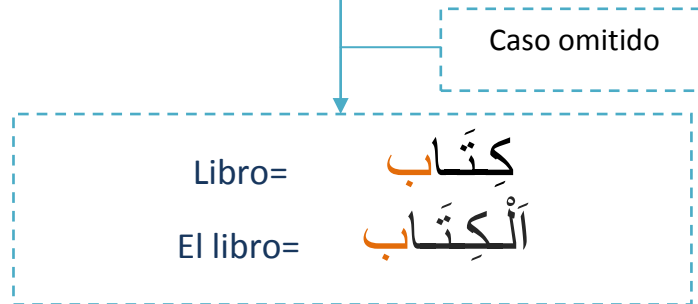 Caso omitido
Libro= كِتَاب
El libro= اَلْكِتَاب